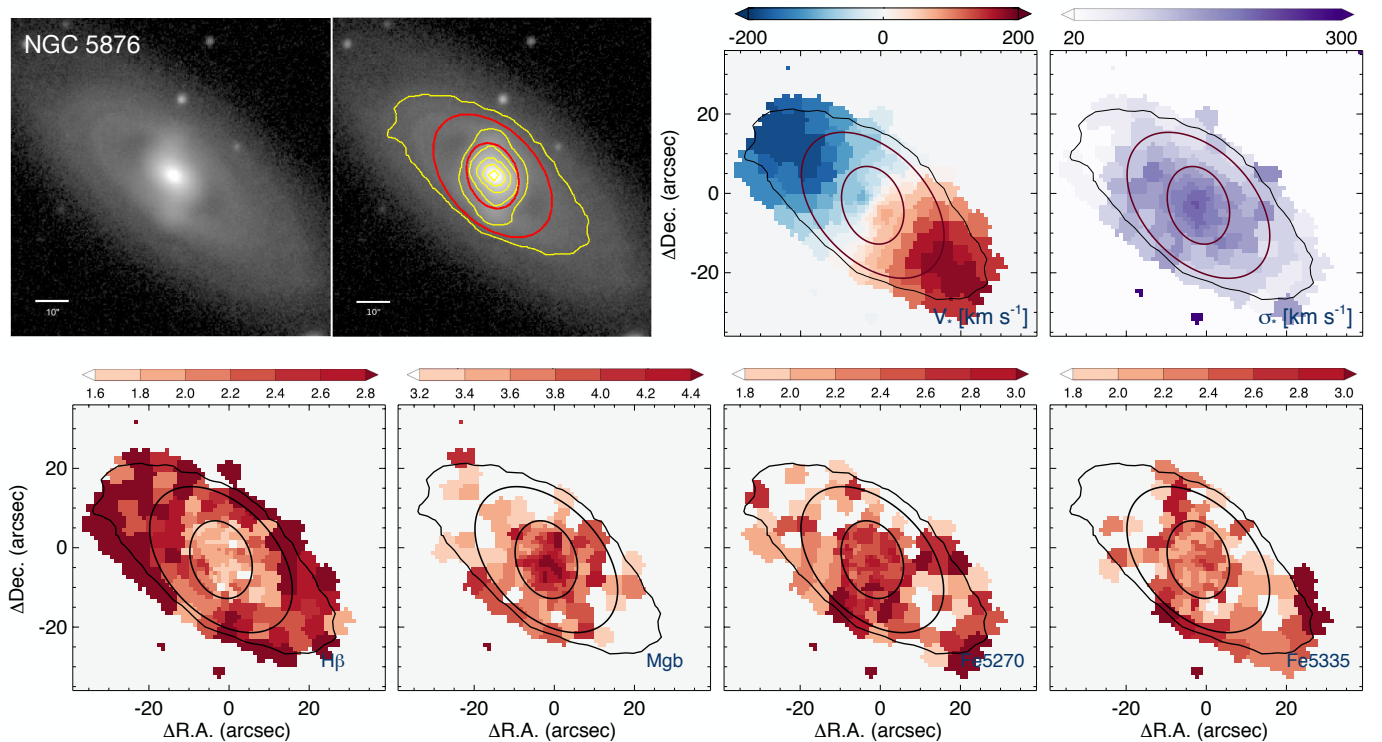 NGC 5876
10"
10"
-200 0 200
20 300
ΔDec. (arcsec)
20
0
-20
V* [km s-1]
σ* [km s-1]
1.6 1.8 2.0 2.2 2.4 2.6 2.8
3.2 3.4 3.6 3.8 4.0 4.2 4.4
1.8 2.0 2.2 2.4 2.6 2.8 3.0
1.8 2.0 2.2 2.4 2.6 2.8 3.0
ΔDec. (arcsec)
20
0
-20
Hβ
Mgb
Fe5270
Fe5335
-20 0 20
-20 0 20
-20 0 20
-20 0 20
ΔR.A. (arcsec)
ΔR.A. (arcsec)
ΔR.A. (arcsec)
ΔR.A. (arcsec)